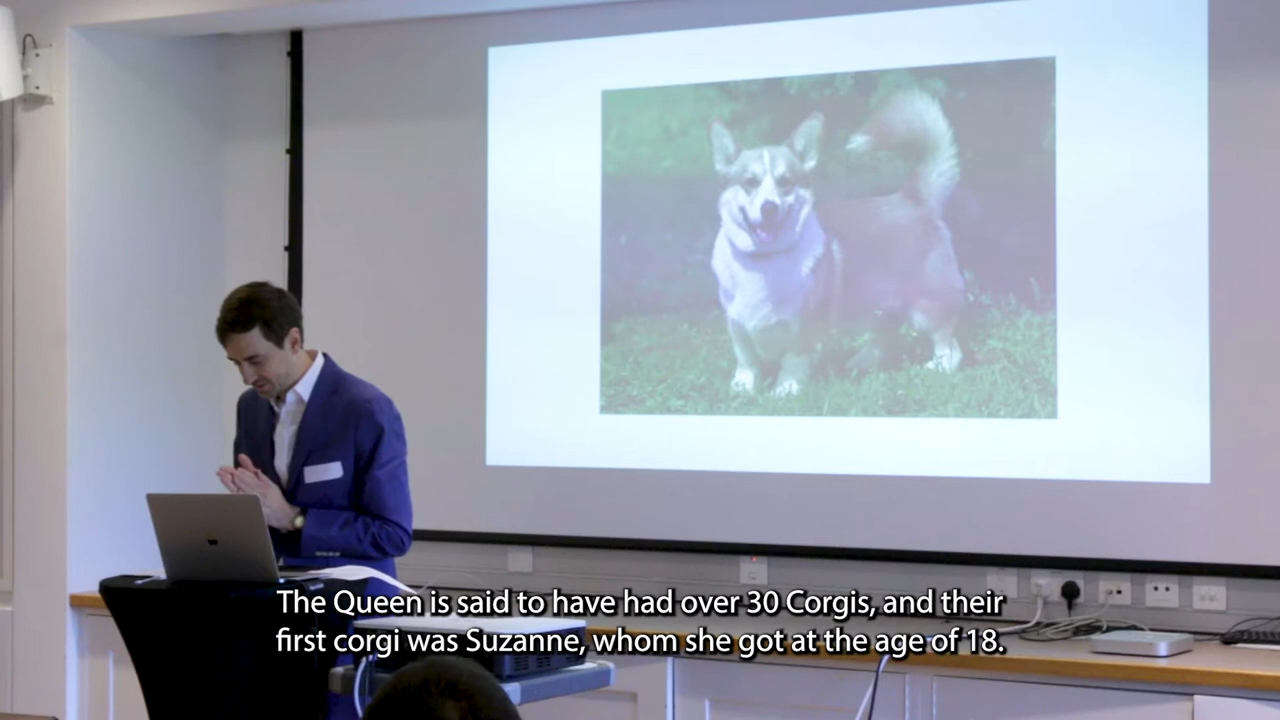 The Queen is said to have had over 30 Corgis, and their
first corgi was Suzanne, whom she got at the age of 18.